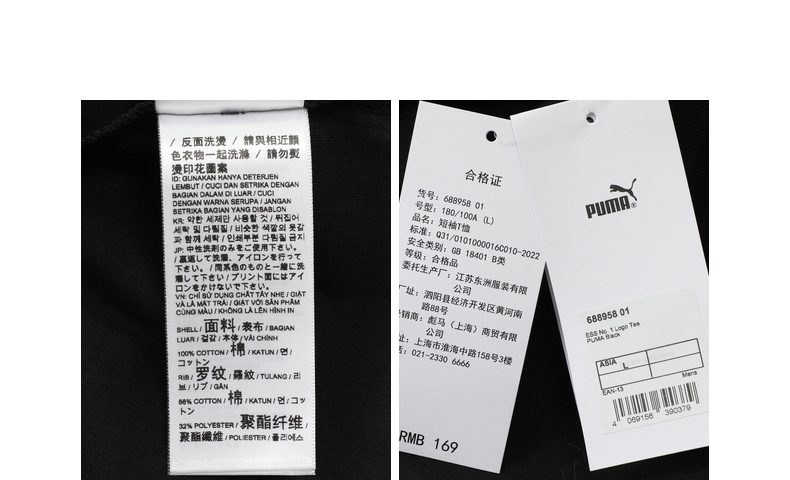 / 反面洗燙 / 請與相近顏
色衣物一起洗滌 / 請勿熨
燙印花圖案
ID: GUNAKAN HANYA DETERJEN
LEMBUT / CUCI DAN SETRIKA DENGAN
BAGIAN DALAM DI LUAR / CUCI
DENGAN WARNA SERUPA / JANGAN
SETRIKA BAGIAN YANG DISABLON
KR: 약한 세제만 사용할 것 / 뒤집어
세탁 및 다림질 / 비슷한 색깔의 옷감
과 함께 세탁 / 인쇄부분 다림질 금지
JP: 中性洗剤のみをご使用下さい。
/ 裏返して洗濯、アイロンを行って
下さい。 / 同系色のものと一緒に洗
濯して下さい / プリント面にはアイ
ロンをかけないで下さい。
VN: CHỈ SỬ DỤNG CHẤT TẨY NHẸ / GIẶT
VÀ LÀ MẶT TRÁI / GIẶT VỚI SẢN PHẨM
CÙNG MÀU / KHÔNG LÀ LÊN HÌNH IN
SHELL / 面料 / 表布 / BAGIAN
LUAR / 겉감 / 本体 / VẢI CHÍNH
100% COTTON / 棉 / KATUN / 면 /
コットン
RIB / 罗纹 / 羅紋 / TULANG / 리
브 / リブ / GÂN
68% COTTON / 棉 / KATUN / 면 / コッ
トン
32% POLYESTER / 聚酯纤维 /
聚酯纖維 / POLIESTER / 폴리에스
合格证
货号: 688958 01
号型: 180/100A (L)
品名: 短袖T恤
标准: Q31/0101000016C010-2022
安全类别: GB 18401 B类
等级: 合格品
委托生产厂: 江苏东洲服装有限
公司
厂址: 泗阳县经济开发区黄河南
路88号
销商: 彪马（上海）商贸有限
公司
址: 上海市淮海中路158号3楼
话: 021-2330 6666
RMB 169
PUMA®
688958 01
ESS No. 1 Logo Tee
PUMA Black
ASIA L
EAN-13 Mens
4 069156 390379